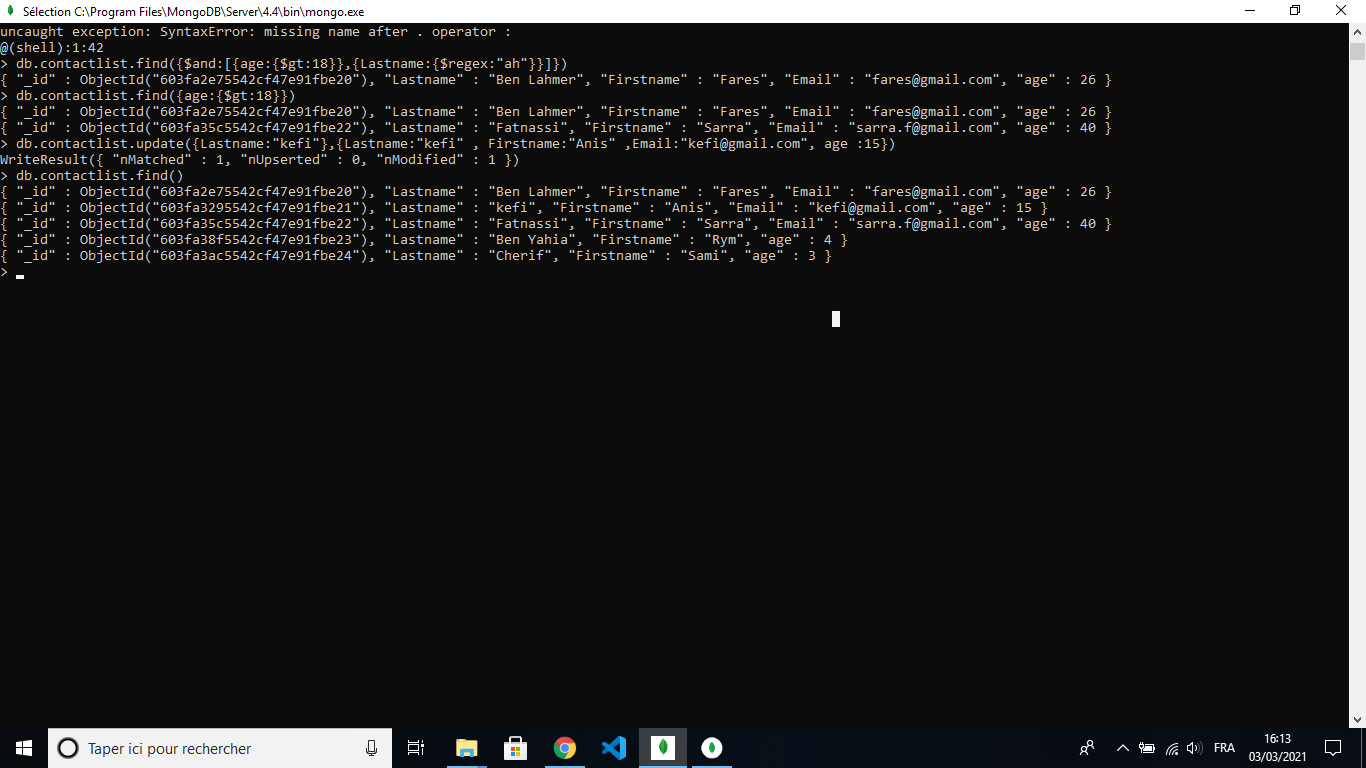 Sélection C:\Program Files\MongoDB\Server\4.4\bin\mongo.exe
uncaught exception: SyntaxError: missing name after . operator :
@(shell):1:42
> db.contactlist.find({$and:[{age:{$gt:18}},{Lastname:{$regex:"ah"}}]})
{ "_id" : ObjectId("603fa2e75542cf47e91fbe20"), "Lastname" : "Ben Lahmer", "Firstname" : "Fares", "Email" : "fares@gmail.com", "age" : 26 }
> db.contactlist.find({age:{$gt:18}})
{ "_id" : ObjectId("603fa2e75542cf47e91fbe20"), "Lastname" : "Ben Lahmer", "Firstname" : "Fares", "Email" : "fares@gmail.com", "age" : 26 }
{ "_id" : ObjectId("603fa35c5542cf47e91fbe22"), "Lastname" : "Fatnassi", "Firstname" : "Sarra", "Email" : "sarra.f@gmail.com", "age" : 40 }
> db.contactlist.update({Lastname:"kefi"},{Lastname:"kefi" , Firstname:"Anis" ,Email:"kefi@gmail.com", age :15})
WriteResult({ "nMatched" : 1, "nUpserted" : 0, "nModified" : 1 })
> db.contactlist.find()
{ "_id" : ObjectId("603fa2e75542cf47e91fbe20"), "Lastname" : "Ben Lahmer", "Firstname" : "Fares", "Email" : "fares@gmail.com", "age" : 26 }
{ "_id" : ObjectId("603fa3295542cf47e91fbe21"), "Lastname" : "kefi", "Firstname" : "Anis", "Email" : "kefi@gmail.com", "age" : 15 }
{ "_id" : ObjectId("603fa35c5542cf47e91fbe22"), "Lastname" : "Fatnassi", "Firstname" : "Sarra", "Email" : "sarra.f@gmail.com", "age" : 40 }
{ "_id" : ObjectId("603fa38f5542cf47e91fbe23"), "Lastname" : "Ben Yahia", "Firstname" : "Rym", "age" : 4 }
{ "_id" : ObjectId("603fa3ac5542cf47e91fbe24"), "Lastname" : "Cherif", "Firstname" : "Sami", "age" : 3 }
>
Taper ici pour rechercher
FRA
16:13
03/03/2021